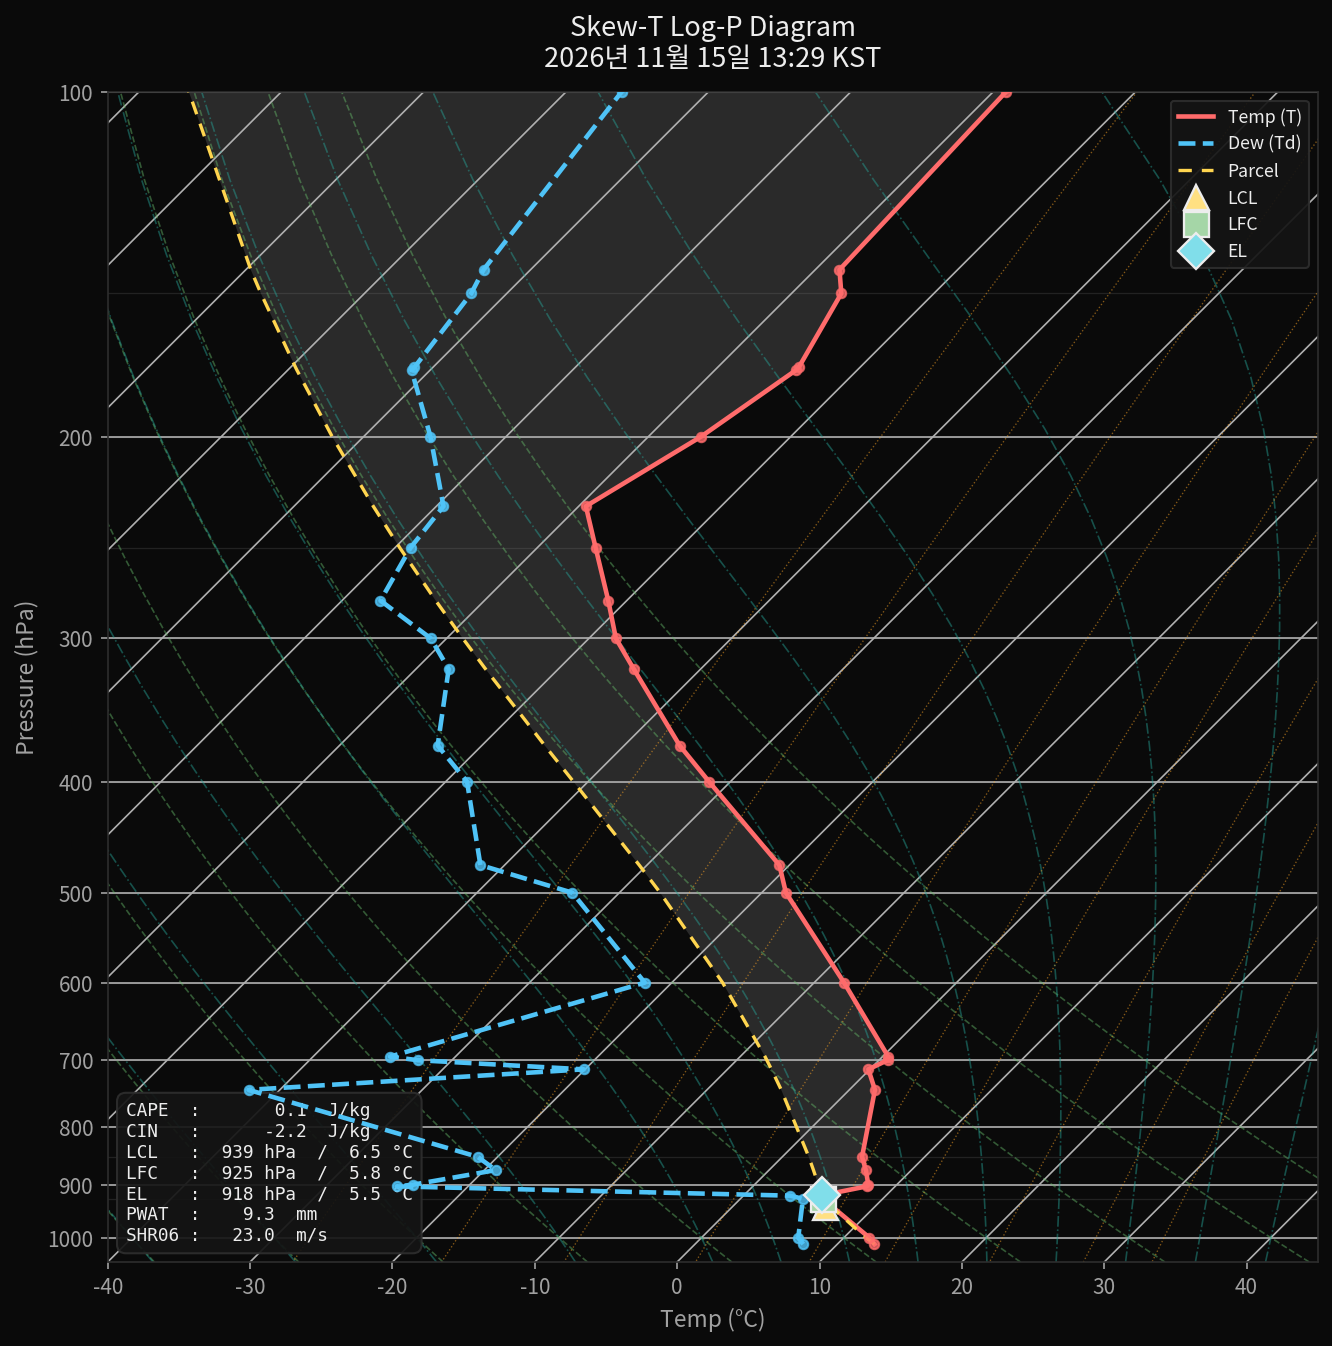 Skew-T Log-P Diagram
2026년 11월 15일 13:29 KST
Temp (T)
Dew (Td)
Parcel
LCL
LFC
EL
Pressure (hPa)
100
200
300
400
500
600
700
800
900
1000
CAPE : 0.1 J/kg
CIN : -2.2 J/kg
LCL : 939 hPa / 6.5 °C
LFC : 925 hPa / 5.8 °C
EL : 918 hPa / 5.5 °C
PWAT : 9.3 mm
SHR06 : 23.0 m/s
-40 -30 -20 -10 0 10 20 30 40
Temp (°C)